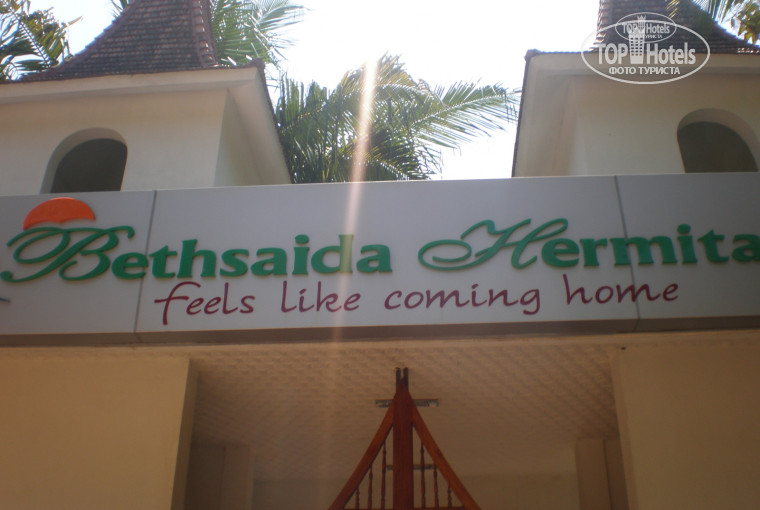 TOP Hotels
ФОТО ТУРИСТА
Bethsaida Hermita
feels like coming home